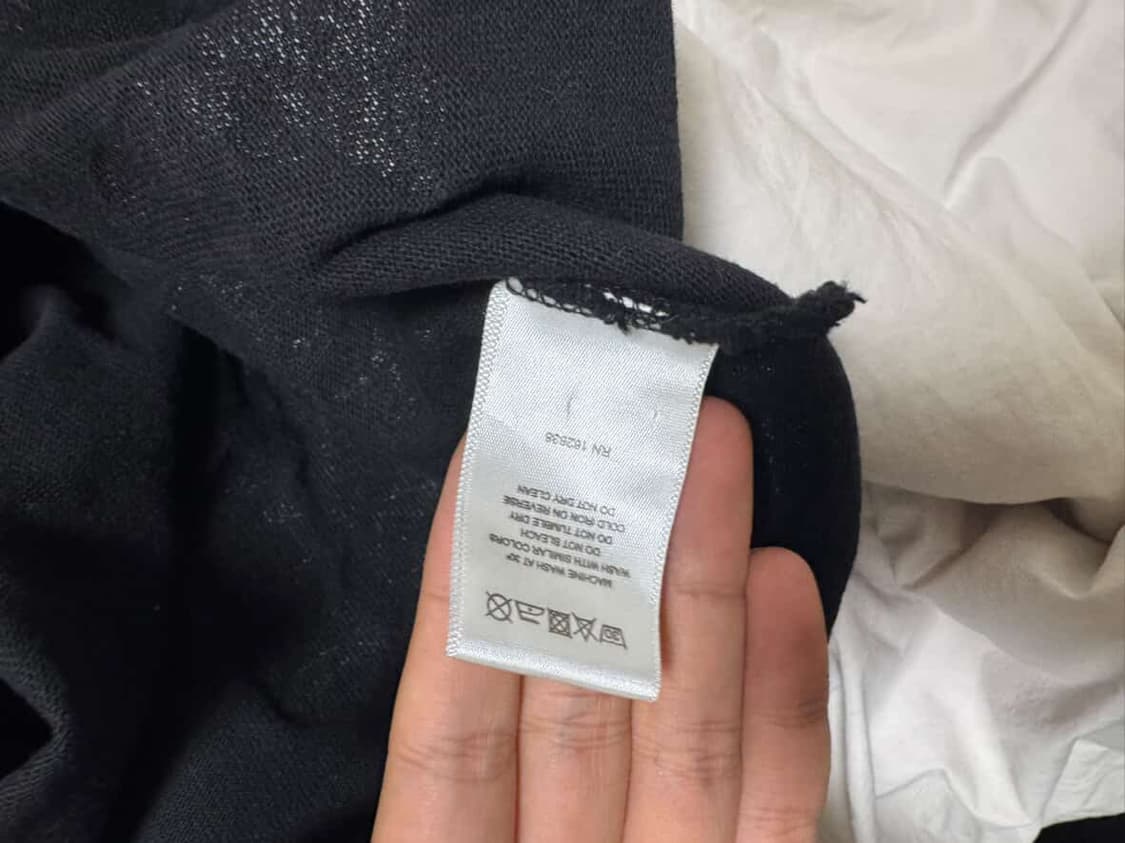 30
MACHINE WASH AT 30°
WASH WITH SIMILAR COLORS
DO NOT BLEACH
DO NOT TUMBLE DRY
COLD IRON ON REVERSE
DO NOT DRY CLEAN
RN 162838